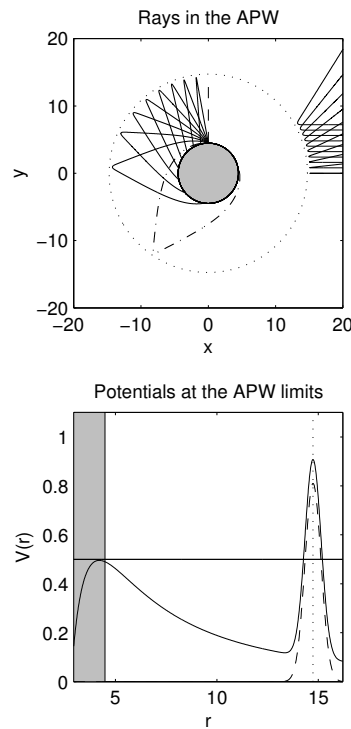 Rays in the APW
20
10
0
−10
−20
y
−20 −10 0 10 20
x
Potentials at the APW limits
1
0.8
0.6
0.4
0.2
0
V(r)
5 10 15
r